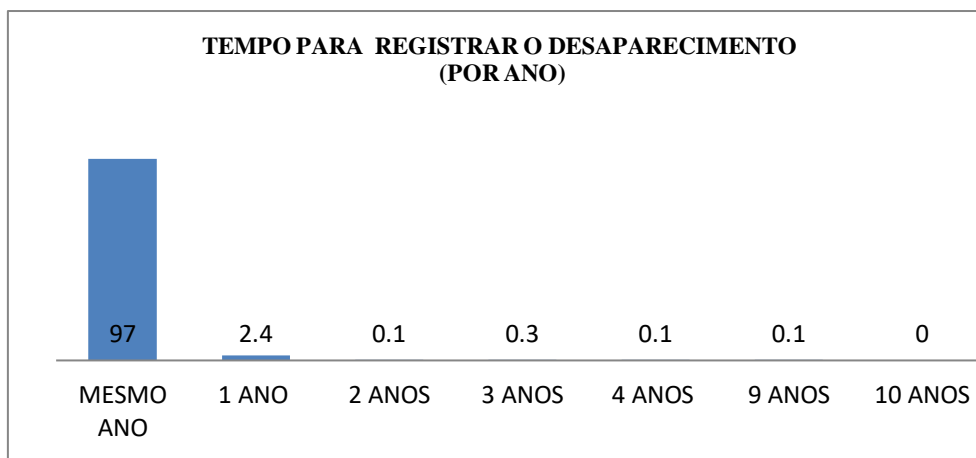 TEMPO PARA REGISTRAR O DESAPARECIMENTO
(POR ANO)
97 2.4 0.1 0.3 0.1 0.1 0
MESMO ANO 1 ANO 2 ANOS 3 ANOS 4 ANOS 9 ANOS 10 ANOS